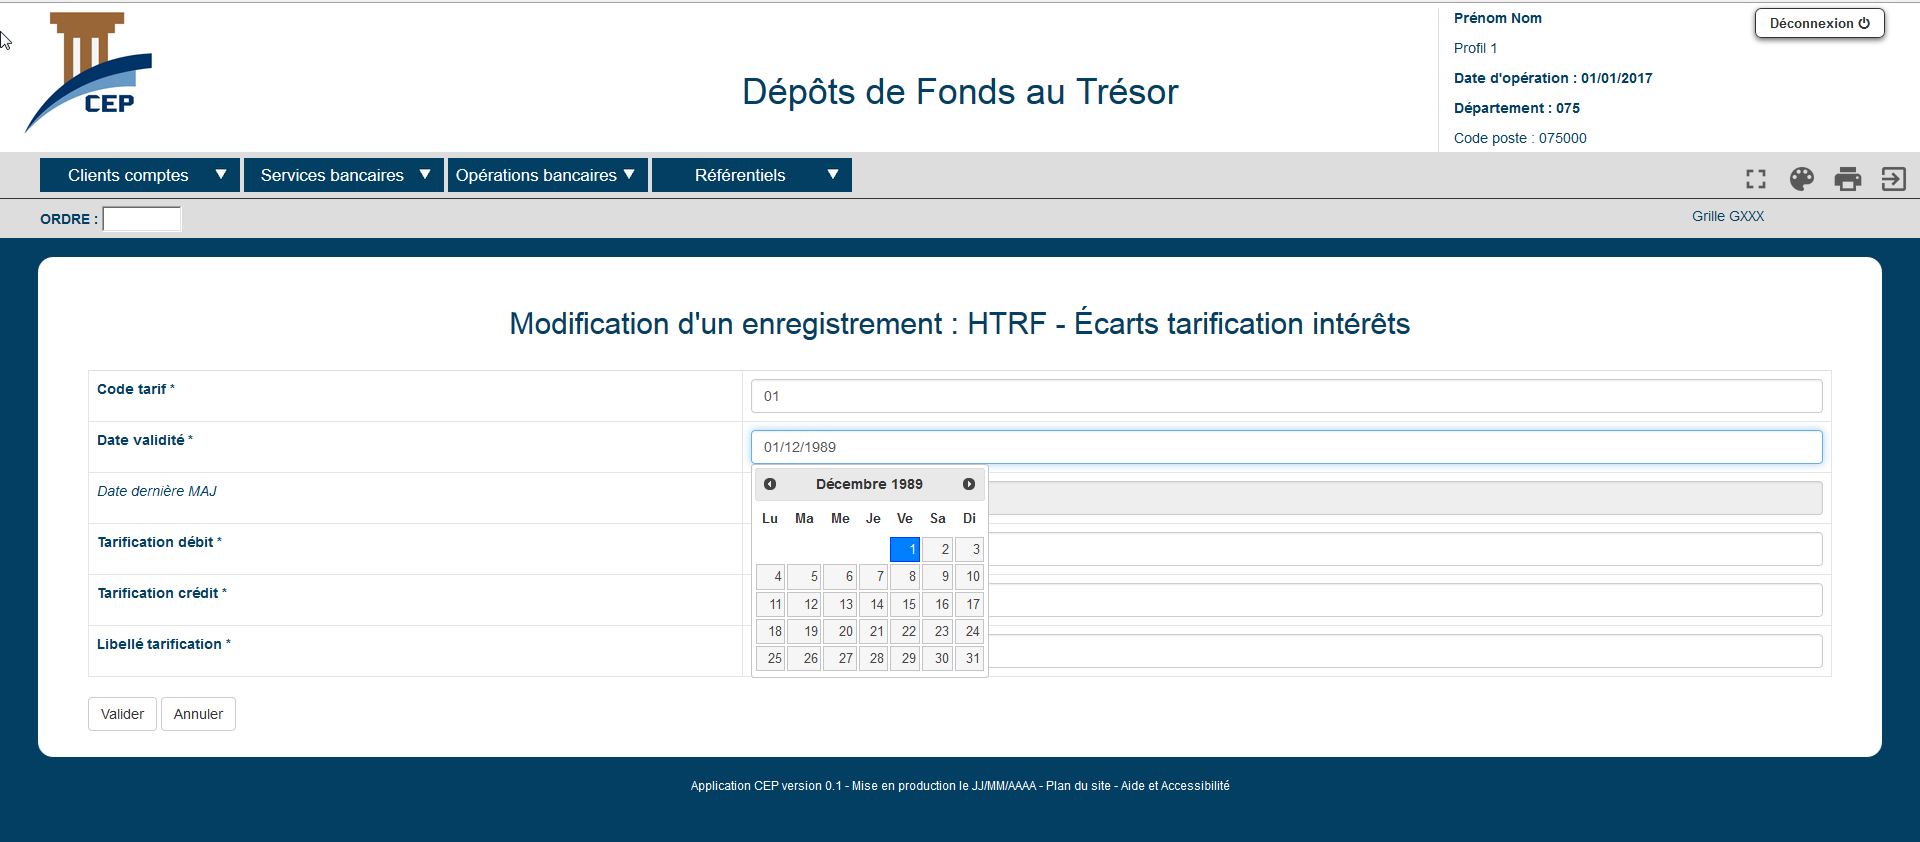 CEP
Dépôts de Fonds au Trésor
Prénom Nom
Profil 1
Date d'opération : 01/01/2017
Département : 075
Code poste : 075000
Déconnexion
Clients comptes
Services bancaires
Opérations bancaires
Référentiels
ORDRE :
Grille GXXX
Modification d'un enregistrement : HTRF - Écarts tarification intérêts
Code tarif *
01
Date validité *
01/12/1989
Date dernière MAJ
Tarification débit *
Tarification crédit *
Libellé tarification *
Décembre 1989
Lu Ma Me Je Ve Sa Di
1 2 3
4 5 6 7 8 9 10
11 12 13 14 15 16 17
18 19 20 21 22 23 24
25 26 27 28 29 30 31
Valider
Annuler
Application CEP version 0.1 - Mise en production le JJ/MM/AAAA - Plan du site - Aide et Accessibilité